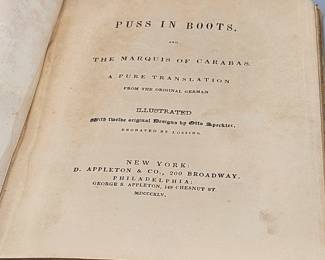 PUSS IN BOOTS,
AND
THE MARQUIS OF CARABAS.
A PURE TRANSLATION
FROM THE ORIGINAL GERMAN
ILLUSTRATED
With twelve original Designs by Otto Speckter,
ENGRAVED BY LOSSING.
NEW YORK:
D. APPLETON & CO., 200 BROADWAY.
PHILADELPHIA:
GEORGE S. APPLETON, 148 CHESNUT ST.
MDCCCXLV.